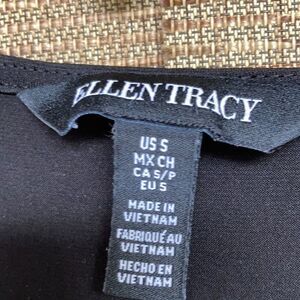 ELLEN TRACY
US S
MX CH
CA S/P
EU S
MADE IN
VIETNAM
FABRIQUÉ AU
VIETNAM
HECHO EN
VIETNAM